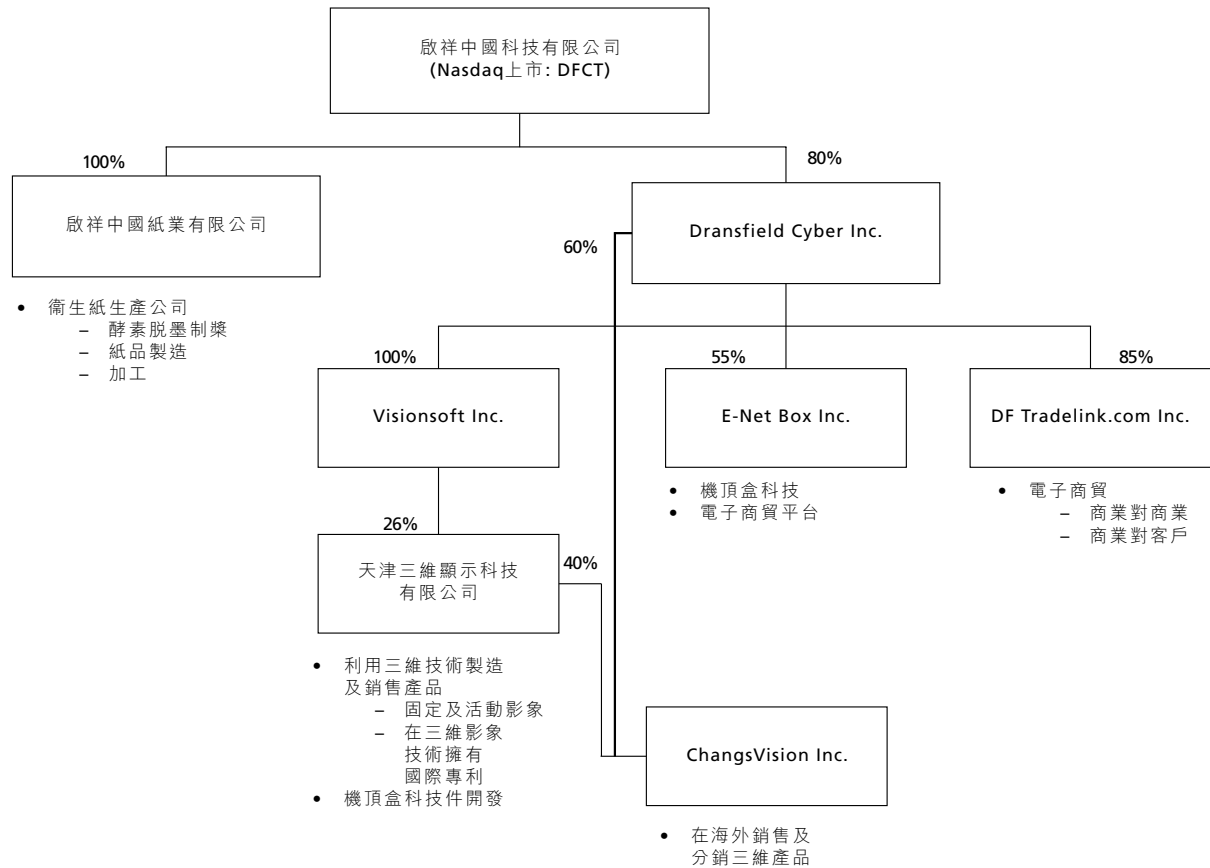 啟祥中國科技有限公司
(Nasdaq上市: DFCT)
100%
80%
啟祥中國紙業有限公司
Dransfield Cyber Inc.
60%
• 衞生紙生產公司
– 酵素脱墨制漿
– 紙品製造
– 加工
100%
55%
85%
Visionsoft Inc.
E-Net Box Inc.
DF Tradelink.com Inc.
• 機頂盒科技
• 電子商貿平台
• 電子商貿
– 商業對商業
– 商業對客戶
26%
40%
天津三維顯示科技
有限公司
• 利用三維技術製造
及銷售產品
– 固定及活動影象
– 在三維影象
技術擁有
國際專利
• 機頂盒科技件開發
ChangsVision Inc.
• 在海外銷售及
分銷三維產品